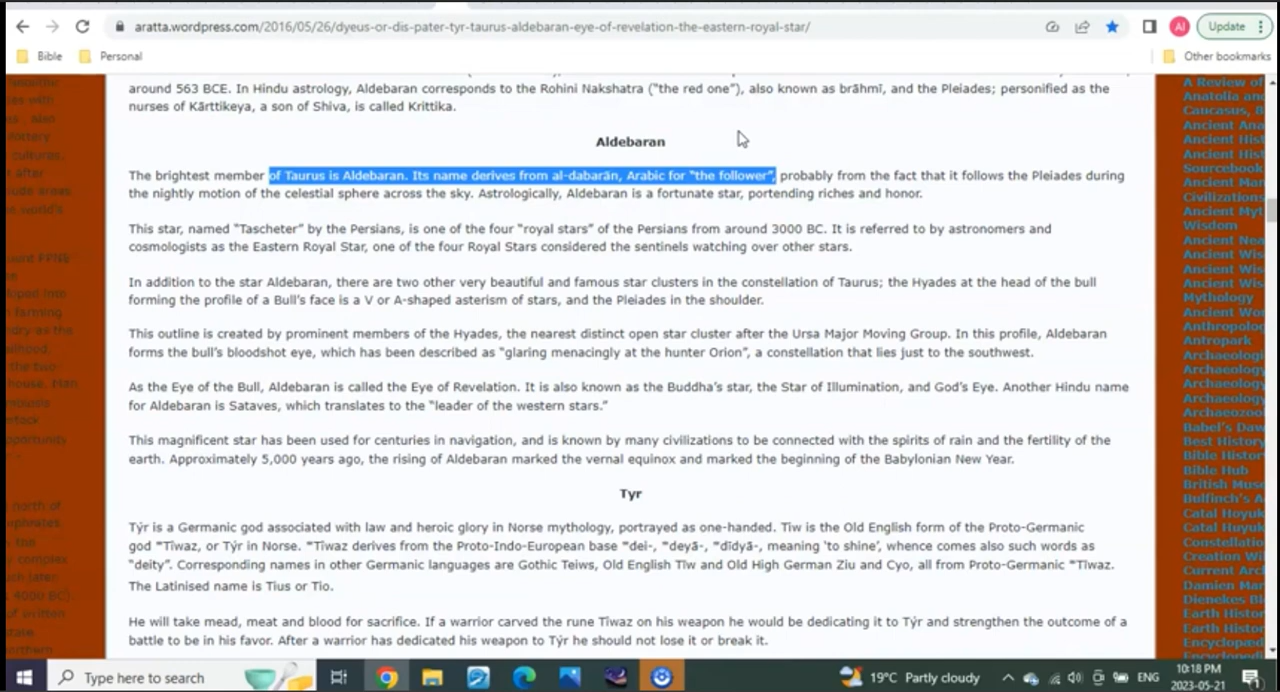 aratta.wordpress.com/2016/05/26/dyeus-or-dis-pater-tyr-taurus-aldebaran-eye-of-revelation-the-eastern-royal-star/
AI
Update
Bible
Personal
Other bookmarks
around 563 BCE. In Hindu astrology, Aldebaran corresponds to the Rohini Nakshatra (“the red one”), also known as brāhmī, and the Pleiades; personified as the
nurses of Kārttikeya, a son of Shiva, is called Krittika.
Aldebaran
The brightest member of Taurus is Aldebaran. Its name derives from al-dabarān, Arabic for “the follower”, probably from the fact that it follows the Pleiades during
the nightly motion of the celestial sphere across the sky. Astrologically, Aldebaran is a fortunate star, portending riches and honor.
This star, named “Tascheter” by the Persians, is one of the four “royal stars” of the Persians from around 3000 BC. It is referred to by astronomers and
cosmologists as the Eastern Royal Star, one of the four Royal Stars considered the sentinels watching over other stars.
In addition to the star Aldebaran, there are two other very beautiful and famous star clusters in the constellation of Taurus; the Hyades at the head of the bull
forming the profile of a Bull’s face is a V or A-shaped asterism of stars, and the Pleiades in the shoulder.
This outline is created by prominent members of the Hyades, the nearest distinct open star cluster after the Ursa Major Moving Group. In this profile, Aldebaran
forms the bull’s bloodshot eye, which has been described as “glaring menacingly at the hunter Orion”, a constellation that lies just to the southwest.
As the Eye of the Bull, Aldebaran is called the Eye of Revelation. It is also known as the Buddha’s star, the Star of Illumination, and God’s Eye. Another Hindu name
for Aldebaran is Sataves, which translates to the “leader of the western stars.”
This magnificent star has been used for centuries in navigation, and is known by many civilizations to be connected with the spirits of rain and the fertility of the
earth. Approximately 5,000 years ago, the rising of Aldebaran marked the vernal equinox and marked the beginning of the Babylonian New Year.
Tyr
Týr is a Germanic god associated with law and heroic glory in Norse mythology, portrayed as one-handed. Tiw is the Old English form of the Proto-Germanic
god *Tîwaz, or Týr in Norse. *Tîwaz derives from the Proto-Indo-European base *dei-, *deyā-, *dīdyā-, meaning ‘to shine’, whence comes also such words as
“deity”. Corresponding names in other Germanic languages are Gothic Teiws, Old English Tīw and Old High German Ziu and Cyo, all from Proto-Germanic *Tîwaz.
The Latinised name is Tius or Tio.
He will take mead, meat and blood for sacrifice. If a warrior carved the rune Tîwaz on his weapon he would be dedicating it to Týr and strengthen the outcome of a
battle to be in his favor. After a warrior has dedicated his weapon to Týr he should not lose it or break it.
A Review of
Anatolia and
Caucasus,
Ancient Ana
Ancient Hist
Ancient Hist
Sourcebook
Ancient Man
Civilizations
Ancient Myt
Wisdom
Ancient Nea
Ancient Wis
Ancient Wis
Ancient Wis
Mythology
Ancient Wor
Anthropolo
Antropark
Archaeologi
Archaeology
Archaeology
Archaeology
Archaeozoo
Babel’s Daw
Best History
Bible Histor
Bible Hub
British Muse
Bulfinch’s A
Catal Huyuk
Catal Huyuk
Constellatio
Creation Wi
Current Arc
Damien Mar
Dienekes Bl
Earth Histor
Earth Histor
Encyclopæd
Type here to search
19°C Partly cloudy
ENG
10:18 PM
2023-05-21